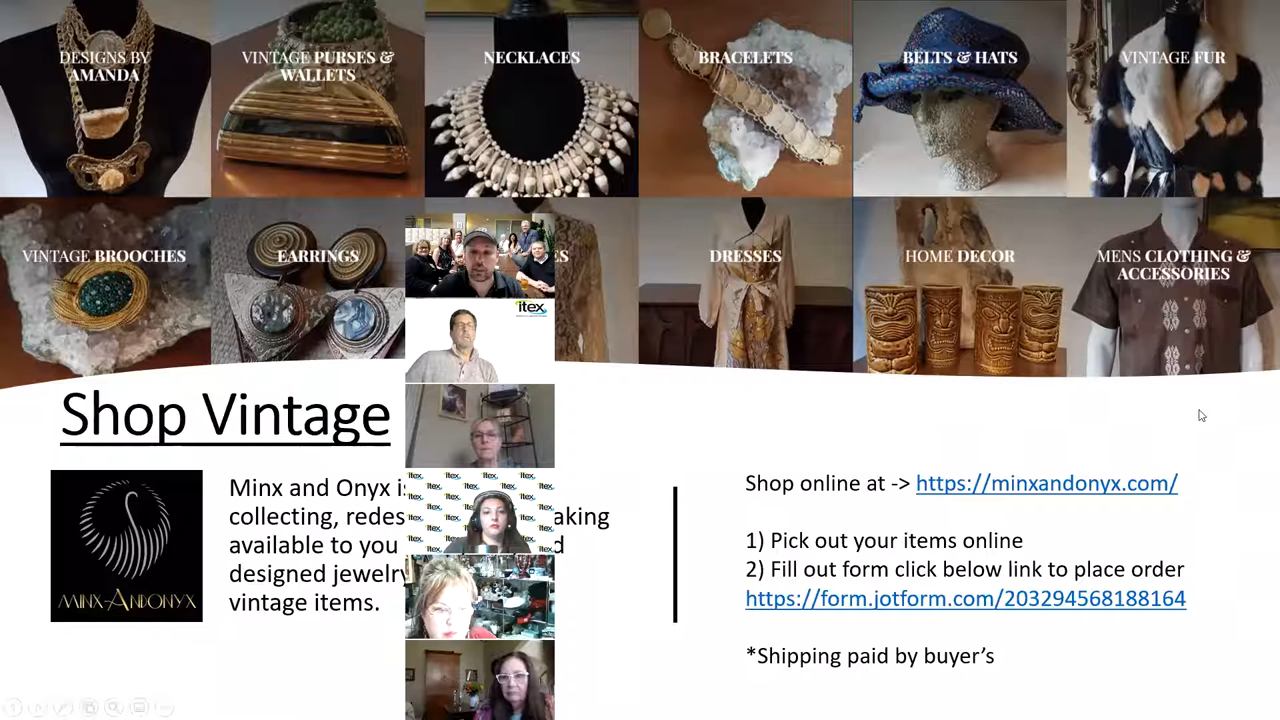 DESIGNS BY
AMANDA
VINTAGE PURSES &
WALLETS
NECKLACES
BRACELETS
BELTS & HATS
VINTAGE FUR
VINTAGE BROOCHES
EARRINGS
DRESSES
HOME DECOR
MENS CLOTHING &
ACCESSORIES
itex
Shop Vintage
MINX-ANDONYX
Minx and Onyx
collecting,
available to you
designed
vintage items.
Shop online at -> https://minxandonyx.com/
1) Pick out your items online
2) Fill out form click below link to place order
https://form.jotform.com/203294568188164
*Shipping paid by buyer’s